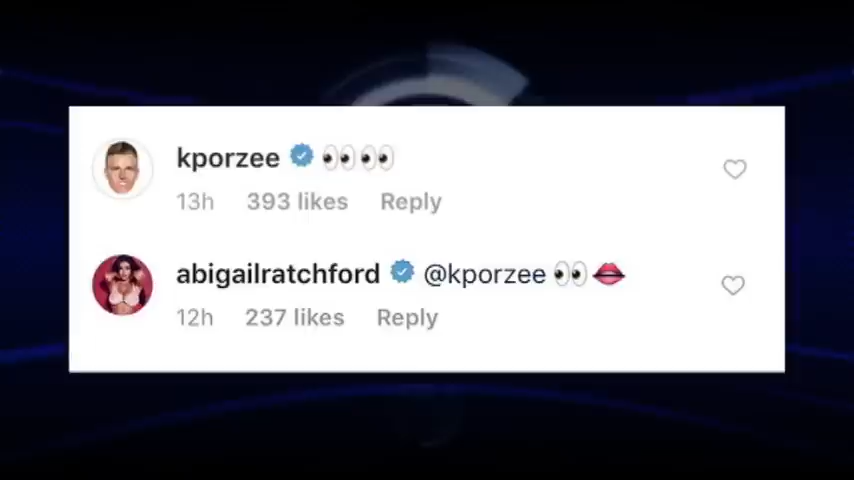 kporzee 👀👀
13h 393 likes Reply
abigailratchford @kporzee 👀👄
12h 237 likes Reply